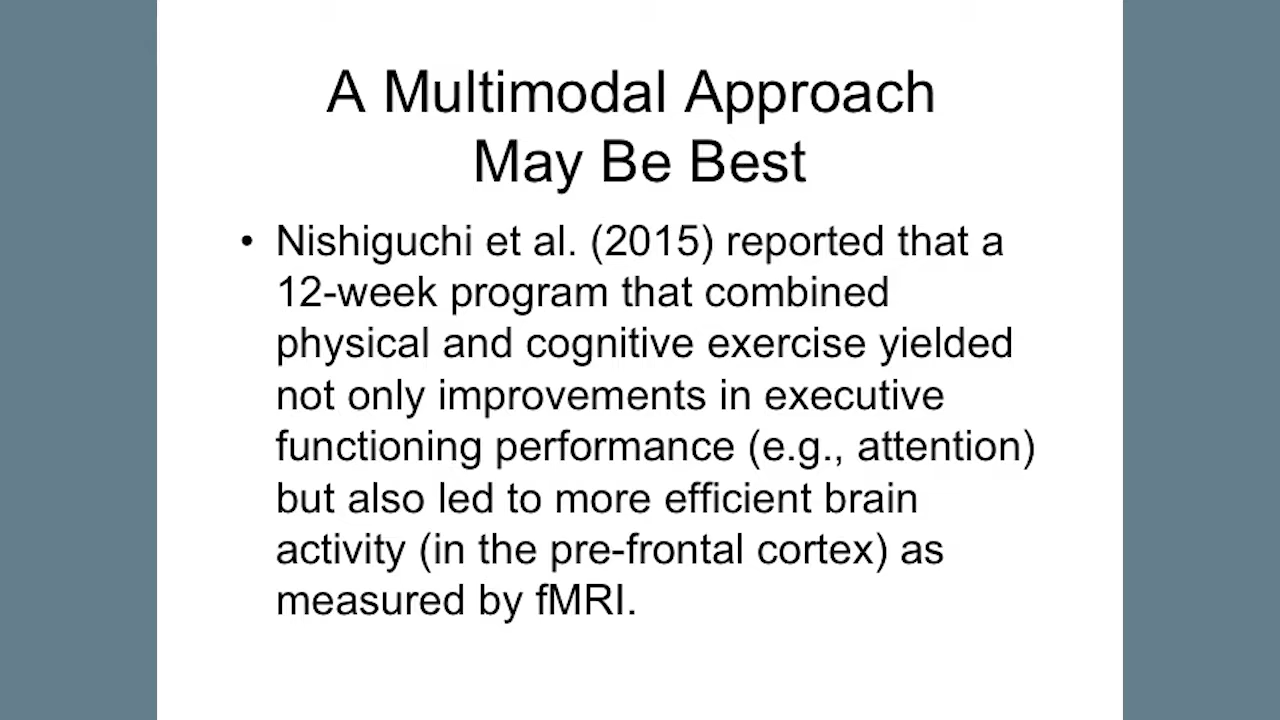 A Multimodal Approach
May Be Best
• Nishiguchi et al. (2015) reported that a
12-week program that combined
physical and cognitive exercise yielded
not only improvements in executive
functioning performance (e.g., attention)
but also led to more efficient brain
activity (in the pre-frontal cortex) as
measured by fMRI.